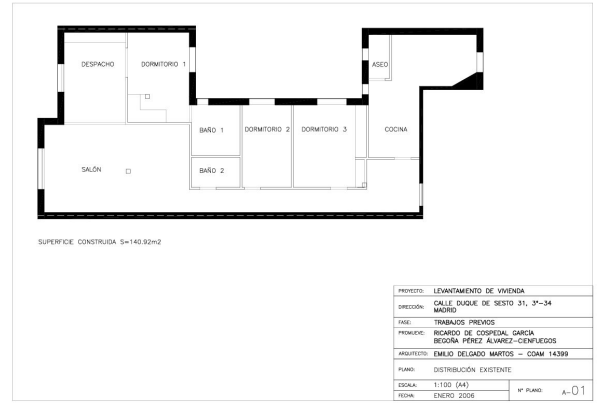 DESPACHO
DORMITORIO 1
ASEO
BAÑO 1
DORMITORIO 2
DORMITORIO 3
COCINA
SALÓN
BAÑO 2
SUPERFICIE CONSTRUIDA S=140.92m2
PROYECTO: LEVANTAMIENTO DE VIVIENDA
DIRECCIÓN: CALLE DUQUE DE SESTO 31, 3º-34
MADRID
FASE: TRABAJOS PREVIOS
PROMUEVE: RICARDO DE COSPEDAL GARCÍA
BEGOÑA PÉREZ ÁLVAREZ-CIENFUEGOS
ARQUITECTO: EMILIO DELGADO MARTOS - COAM 14399
PLANO: DISTRIBUCIÓN EXISTENTE
ESCALA: 1:100 (A4)
FECHA: ENERO 2006
Nº PLANO: A-01